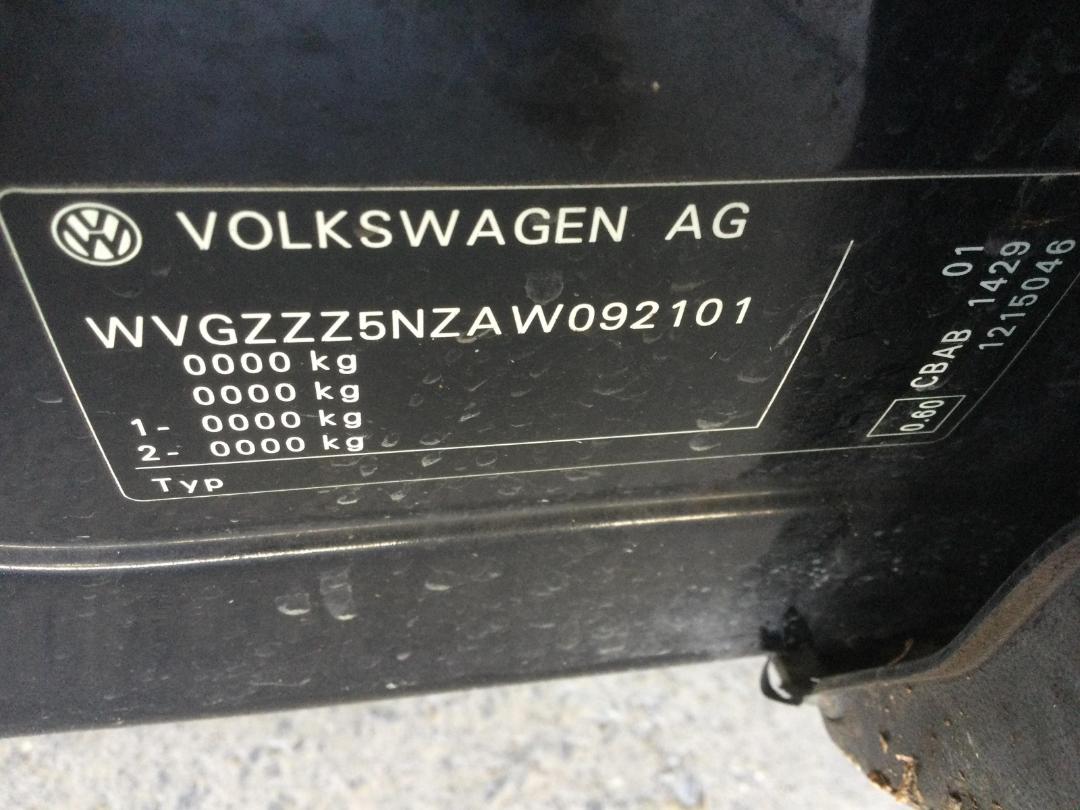 VOLKSWAGEN AG
WVGZZZ5NZAW092101
0000 kg
0000 kg
1- 0000 kg
2- 0000 kg
Typ
0.60 CBAB 01
1429
1215046